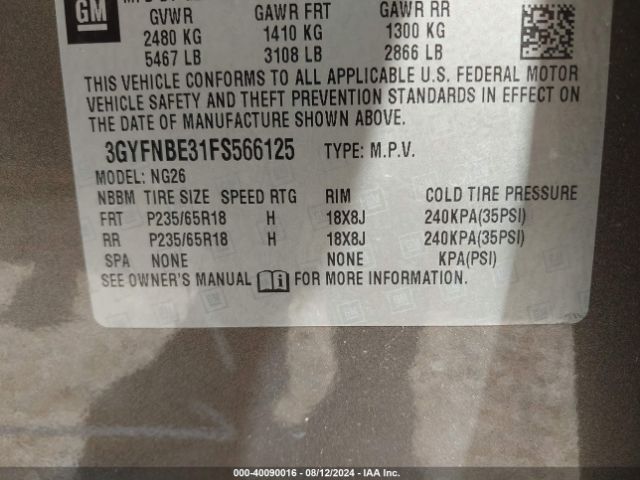 GM
GVWR GAWR FRT GAWR RR
2480 KG 1410 KG 1300 KG
5467 LB 3108 LB 2866 LB
THIS VEHICLE CONFORMS TO ALL APPLICABLE U.S. FEDERAL MOTOR
VEHICLE SAFETY AND THEFT PREVENTION STANDARDS IN EFFECT ON
THE DATE OF MANUFACTURE SHOWN ABOVE.
3GYFNBE31FS566125 TYPE: M.P.V.
MODEL: NG26
NBBM TIRE SIZE SPEED RTG RIM COLD TIRE PRESSURE
FRT P235/65R18 H 18X8J 240KPA(35PSI)
RR P235/65R18 H 18X8J 240KPA(35PSI)
SPA NONE NONE KPA(PSI)
SEE OWNER'S MANUAL FOR MORE INFORMATION.
000-40090016 - 08/12/2024 - IAA Inc.